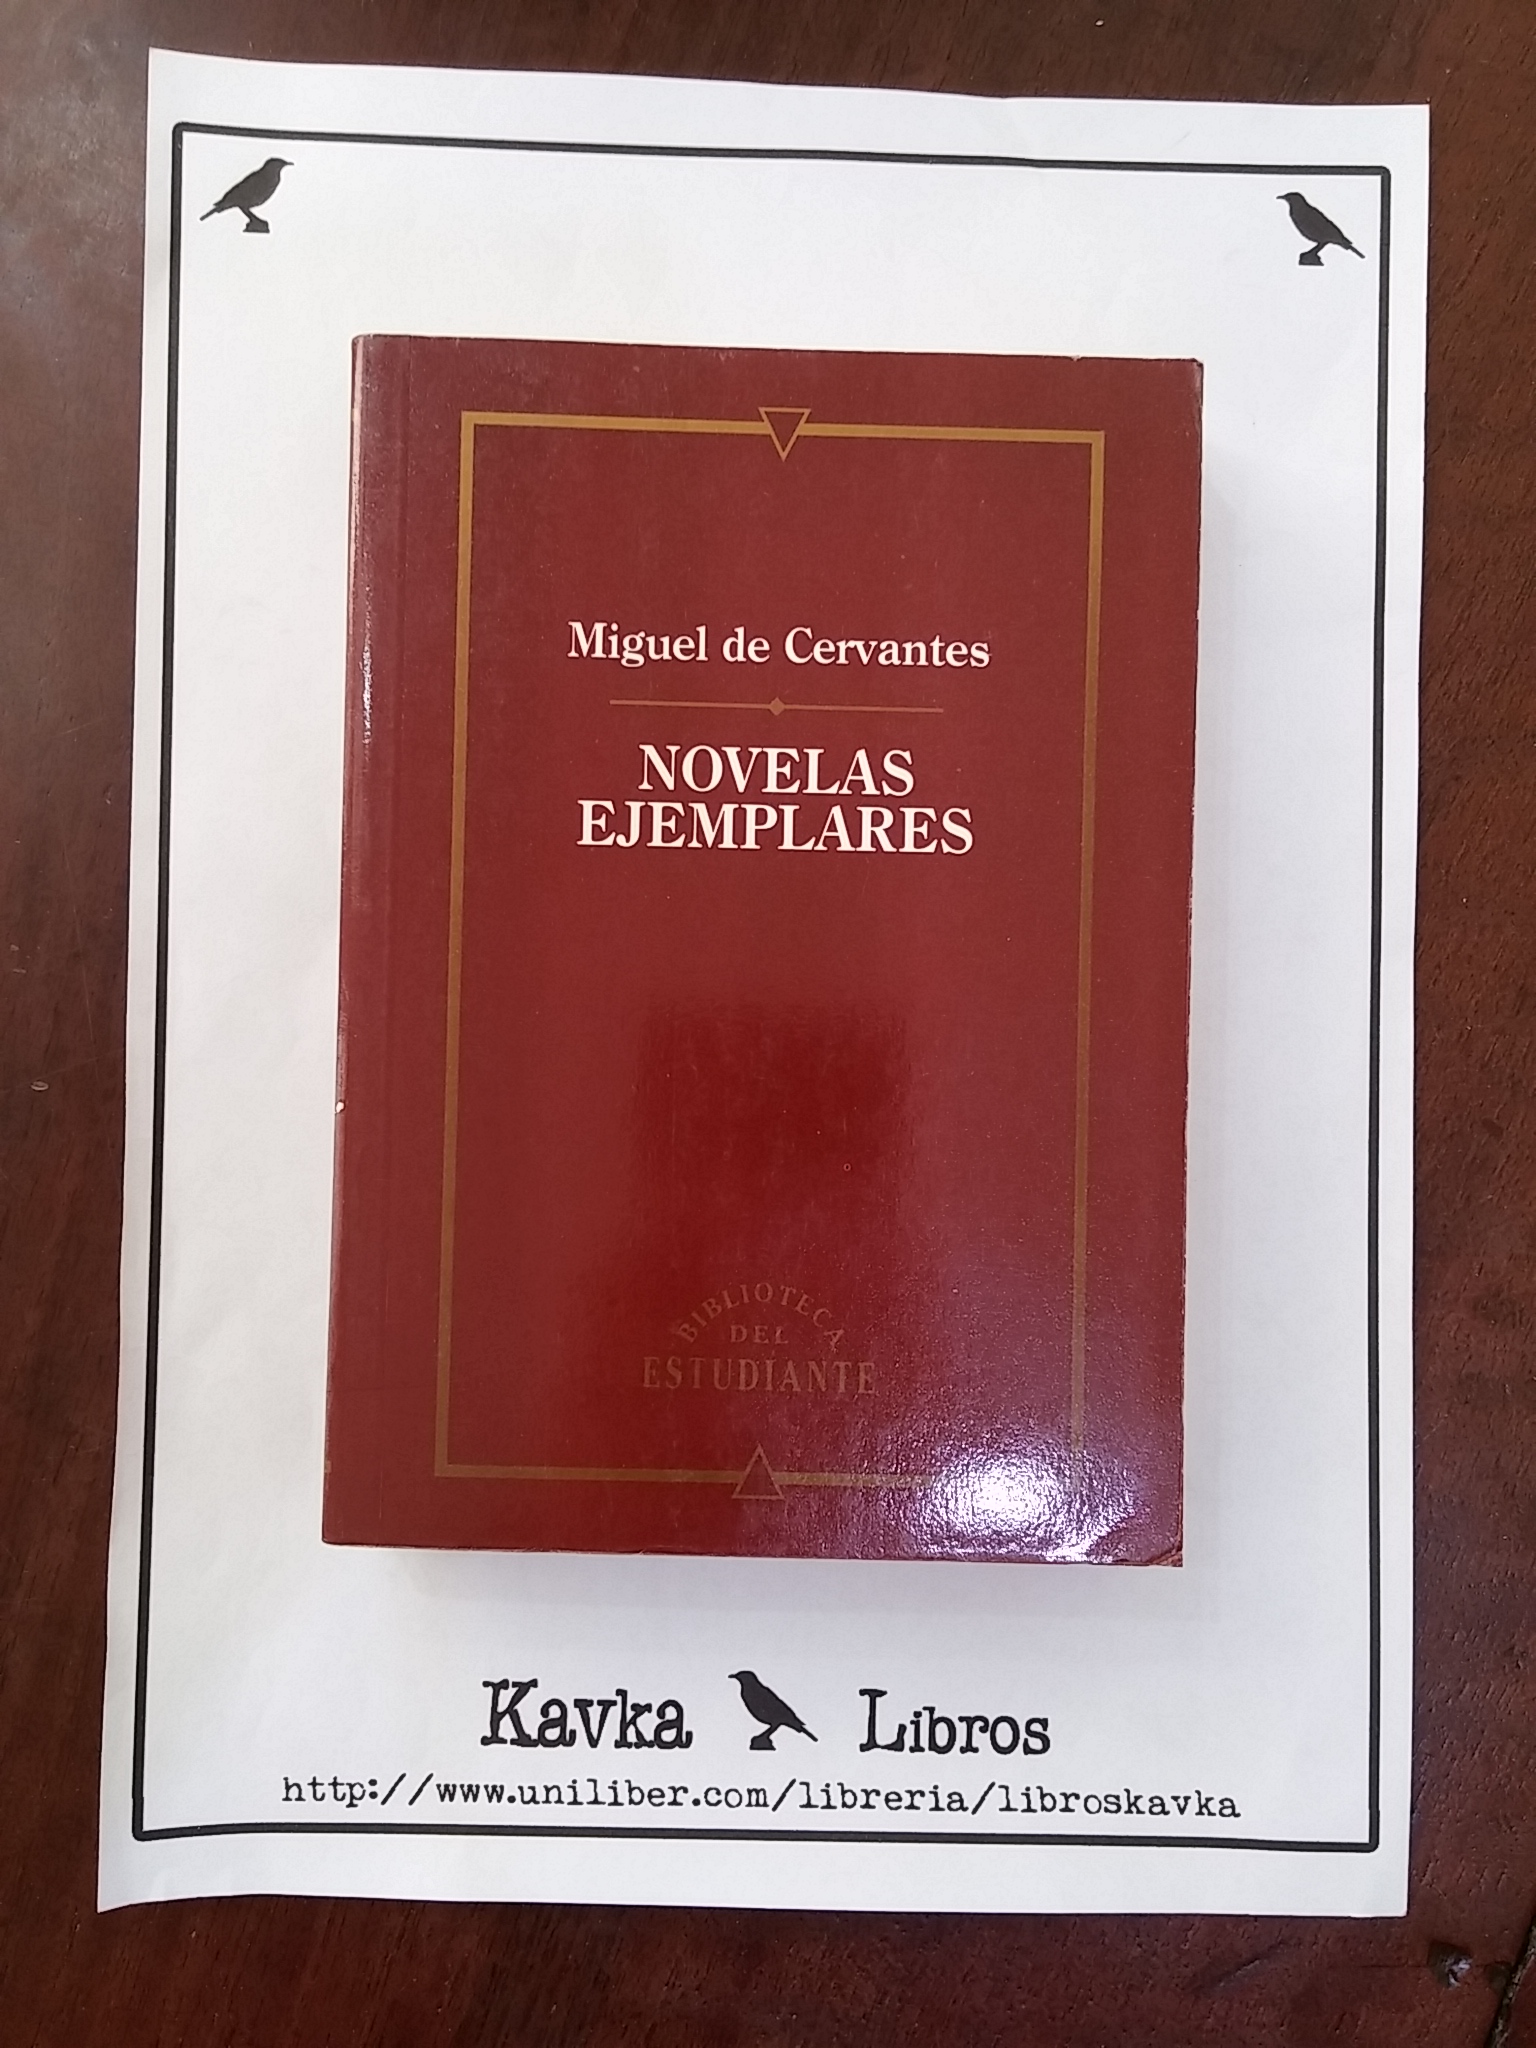 Miguel de Cervantes
NOVELAS
EJEMPLARES
BIBLIOTECA
DEL
ESTUDIANTE
Kavka Libros
http://www.uniliber.com/libreria/libroskavka